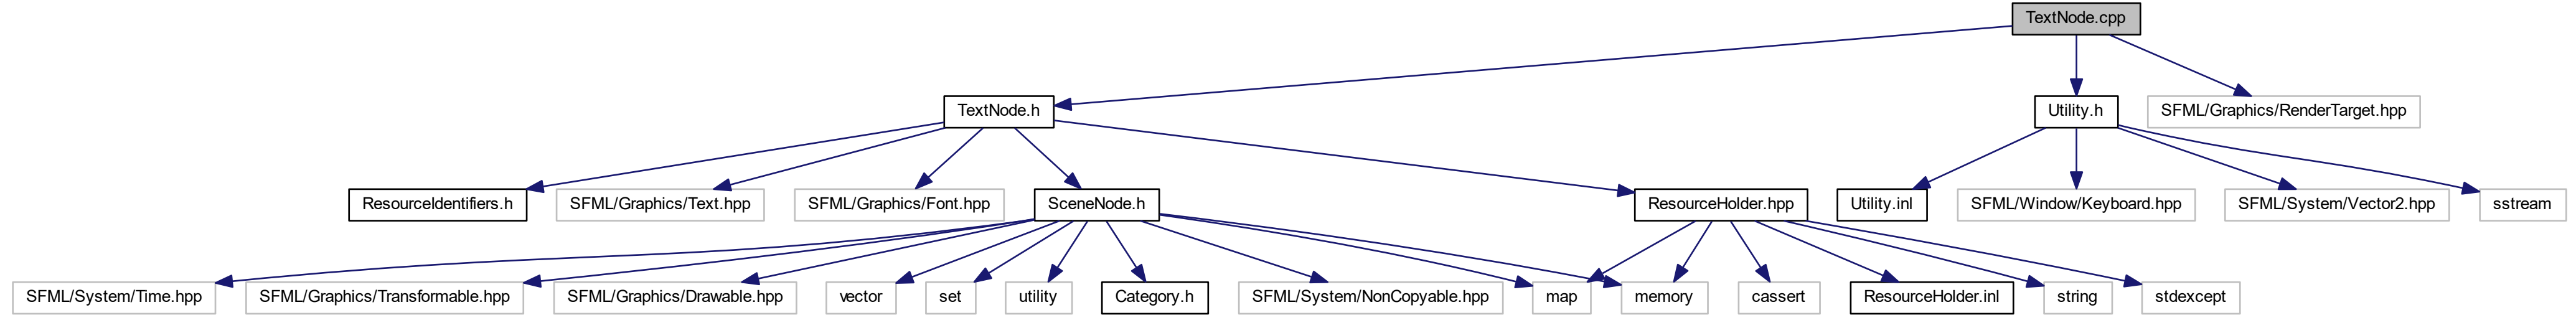 TextNode.cpp
TextNode.h
Utility.h
SFML/Graphics/RenderTarget.hpp
ResourceIdentifiers.h
SFML/Graphics/Text.hpp
SFML/Graphics/Font.hpp
SceneNode.h
ResourceHolder.hpp
Utility.inl
SFML/Window/Keyboard.hpp
SFML/System/Vector2.hpp
sstream
SFML/System/Time.hpp
SFML/Graphics/Transformable.hpp
SFML/Graphics/Drawable.hpp
vector
set
utility
Category.h
SFML/System/NonCopyable.hpp
map
memory
cassert
ResourceHolder.inl
string
stdexcept